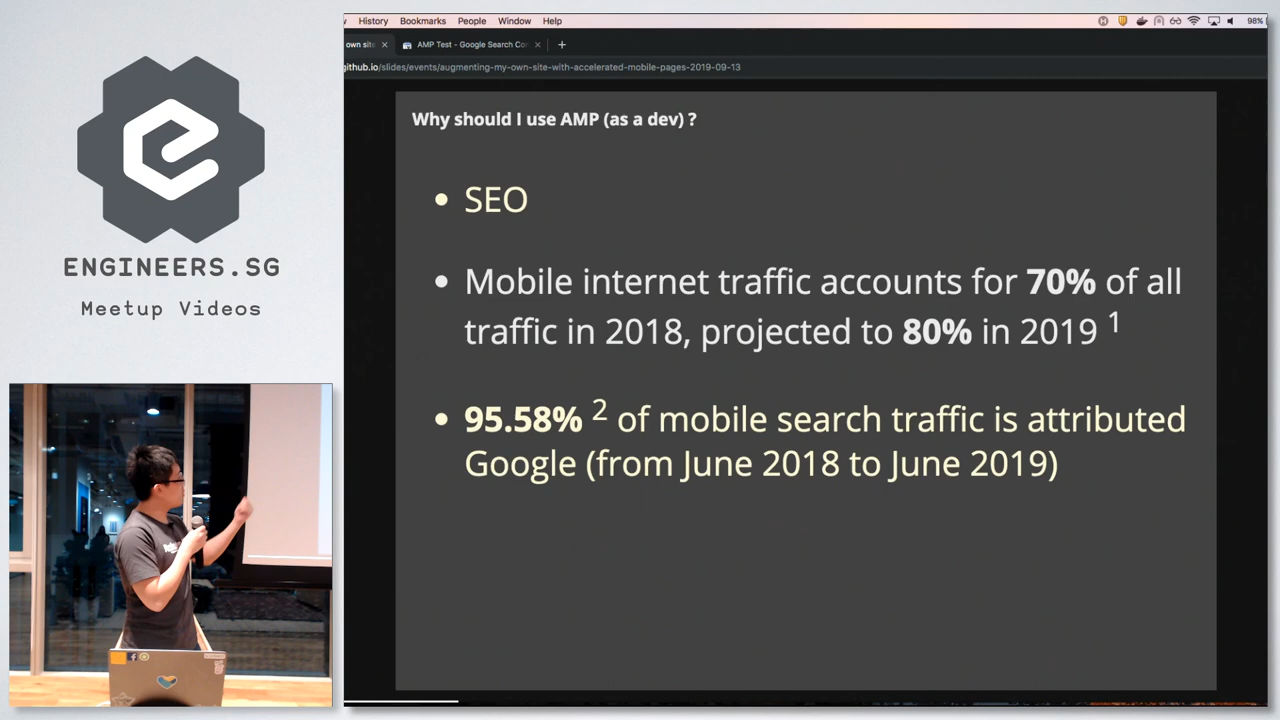 History Bookmarks People Window Help 98%
own site AMP Test - Google Search Co
github.io/slides/events/augmenting-my-own-site-with-accelerated-mobile-pages-2019-09-13
ENGINEERS.SG
Meetup Videos
Why should I use AMP (as a dev) ?
SEO
Mobile internet traffic accounts for 70% of all
traffic in 2018, projected to 80% in 2019 1
95.58% 2 of mobile search traffic is attributed
Google (from June 2018 to June 2019)